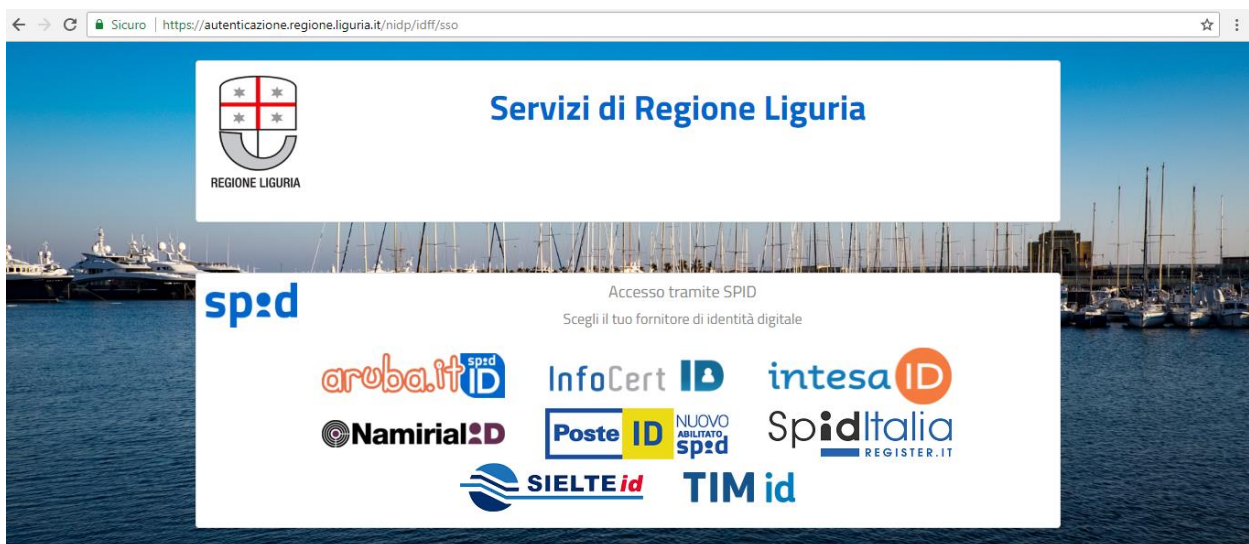 Sicuro https://autenticazione.regione.liguria.it/nidp/idff/sso
Servizi di Regione Liguria
REGIONE LIGURIA
spid
Accesso tramite SPID
Scegli il tuo fornitore di identità digitale
aruba.it spid ID
InfoCert ID
intesa ID
Namirial ID
Poste ID NUOVO ABILITATO spid
SpidItalia
REGISTER.IT
SIELTE id
TIM id